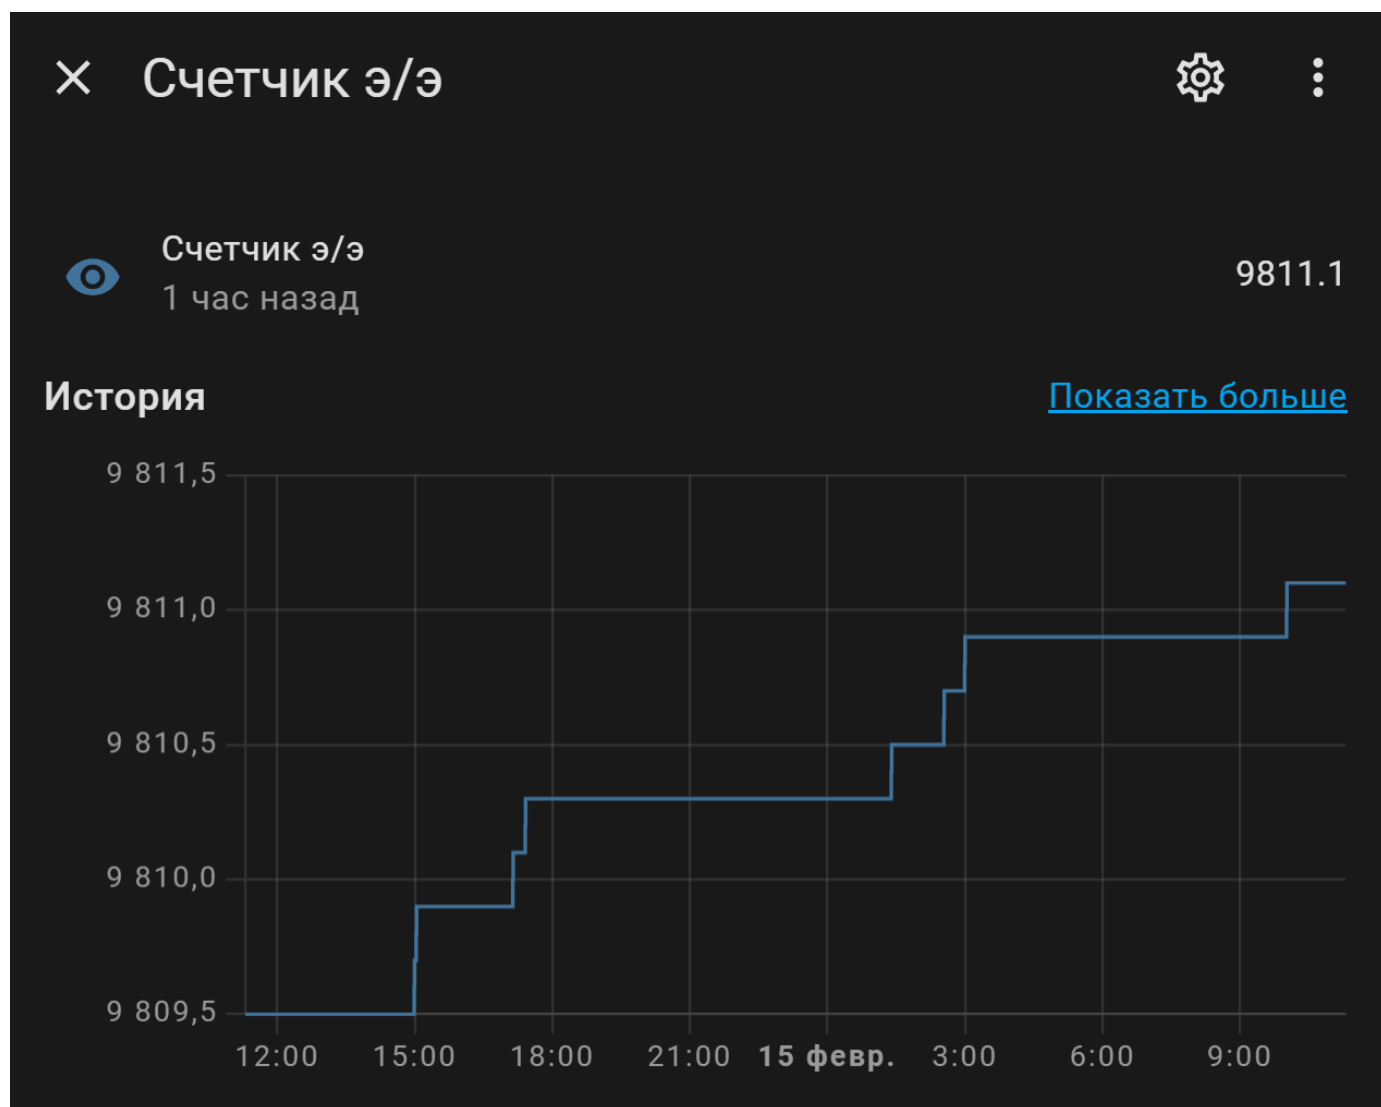 Счетчик э/э
Счетчик э/э
1 час назад
9811.1
История
Показать больше
9 811,5
9 811,0
9 810,5
9 810,0
9 809,5
12:00 15:00 18:00 21:00 15 февр. 3:00 6:00 9:00